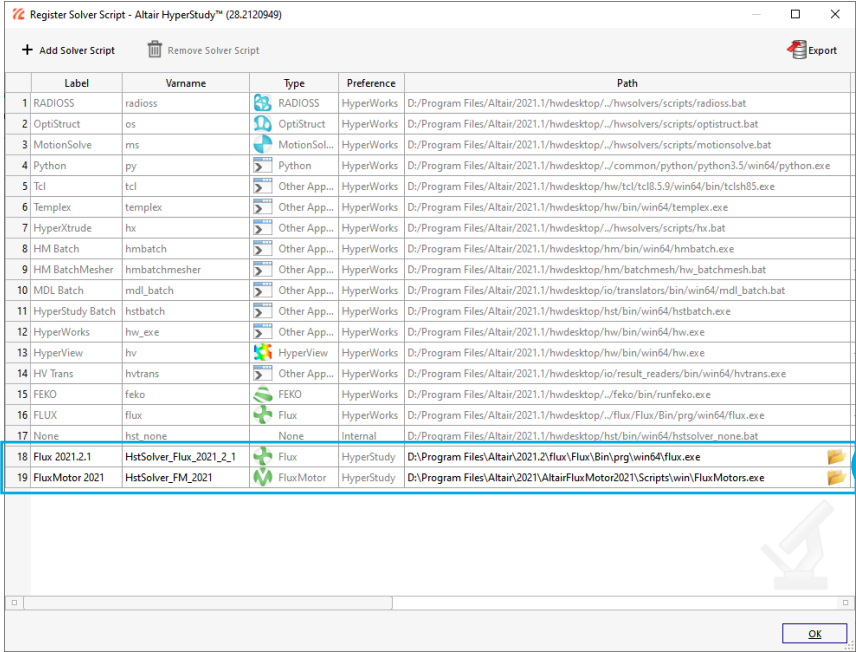 Register Solver Script - Altair HyperStudy™ (28.2120949)
+ Add Solver Script Remove Solver Script Export
Label Varname Type Preference Path
1 RADIOSS radioss RADIOSS HyperWorks D:/Program Files/Altair/2021.1/hwdesktop/../hwsolvers/scripts/radioss.bat
2 OptiStruct os OptiStruct HyperWorks D:/Program Files/Altair/2021.1/hwdesktop/../hwsolvers/scripts/optistruct.bat
3 MotionSolve ms MotionSol... HyperWorks D:/Program Files/Altair/2021.1/hwdesktop/../hwsolvers/scripts/motionsolve.bat
4 Python py Python HyperWorks D:/Program Files/Altair/2021.1/hwdesktop/../common/python/python3.5/win64/python.exe
5 Tcl tcl Other App... HyperWorks D:/Program Files/Altair/2021.1/hwdesktop/hw/tcl/tcl8.5.9/win64/bin/tclsh85.exe
6 Templex templex Other App... HyperWorks D:/Program Files/Altair/2021.1/hwdesktop/hw/bin/win64/templex.exe
7 HyperXtrude hx Other App... HyperWorks D:/Program Files/Altair/2021.1/hwdesktop/../hwsolvers/scripts/hx.bat
8 HM Batch hmbatch Other App... HyperWorks D:/Program Files/Altair/2021.1/hwdesktop/hm/bin/win64/hmbatch.exe
9 HM BatchMesher hmbatchmesher Other App... HyperWorks D:/Program Files/Altair/2021.1/hwdesktop/hm/batchmesh/hw_batchmesh.bat
10 MDL Batch mdl_batch Other App... HyperWorks D:/Program Files/Altair/2021.1/hwdesktop/io/translators/bin/win64/mdl_batch.bat
11 HyperStudy Batch hstbatch Other App... HyperWorks D:/Program Files/Altair/2021.1/hwdesktop/hst/bin/win64/hstbatch.exe
12 HyperWorks hw_exe Other App... HyperWorks D:/Program Files/Altair/2021.1/hwdesktop/hw/bin/win64/hw.exe
13 HyperView hv HyperView HyperWorks D:/Program Files/Altair/2021.1/hwdesktop/hw/bin/win64/hw.exe
14 HV Trans hvtrans Other App... HyperWorks D:/Program Files/Altair/2021.1/hwdesktop/io/result_readers/bin/win64/hvtrans.exe
15 FEKO feko FEKO HyperWorks D:/Program Files/Altair/2021.1/hwdesktop/../feko/bin/runfeko.exe
16 FLUX flux Flux HyperWorks D:/Program Files/Altair/2021.1/hwdesktop/../flux/Flux/Bin/prg/win64/flux.exe
17 None hst_none None Internal D:/Program Files/Altair/2021.1/hwdesktop/hst/bin/win64/hstsolver_none.bat
18 Flux 2021.2.1 HstSolver_Flux_2021_2_1 Flux HyperStudy D:\Program Files\Altair\2021.2\flux\Flux\Bin\prg\win64\flux.exe
19 FluxMotor 2021 HstSolver_FM_2021 FluxMotor HyperStudy D:\Program Files\Altair\2021\AltairFluxMotor2021\Scripts\win\FluxMotors.exe
OK